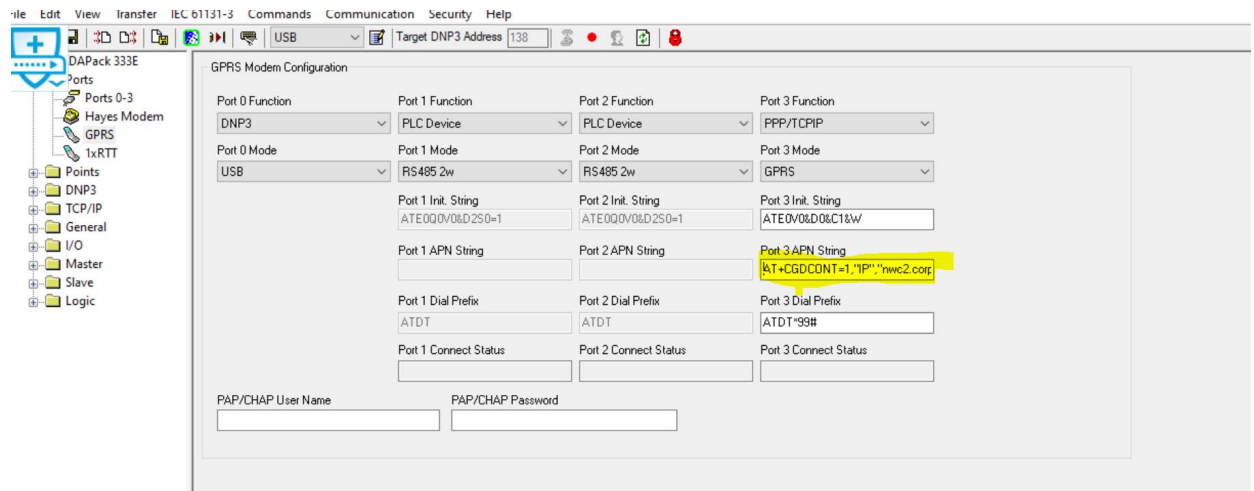 File Edit View Transfer IEC 61131-3 Commands Communication Security Help
USB Target DNP3 Address 138
DAPack 333E
Ports
Ports 0-3
Hayes Modem
GPRS
1xRTT
Points
DNP3
TCP/IP
General
I/O
Master
Slave
Logic
GPRS Modem Configuration
Port 0 Function Port 1 Function Port 2 Function Port 3 Function
DNP3 PLC Device PLC Device PPP/TCPIP
Port 0 Mode Port 1 Mode Port 2 Mode Port 3 Mode
USB RS485 2w RS485 2w GPRS
Port 1 Init. String Port 2 Init. String Port 3 Init. String
ATE0Q0V0&D2S0=1 ATE0Q0V0&D2S0=1 ATE0V0&D0&C1&W
Port 1 APN String Port 2 APN String Port 3 APN String
AT+CGDCONT=1,"IP","nwc2.corp
Port 1 Dial Prefix Port 2 Dial Prefix Port 3 Dial Prefix
ATDT ATDT ATDT*99#
Port 1 Connect Status Port 2 Connect Status Port 3 Connect Status
PAP/CHAP User Name PAP/CHAP Password